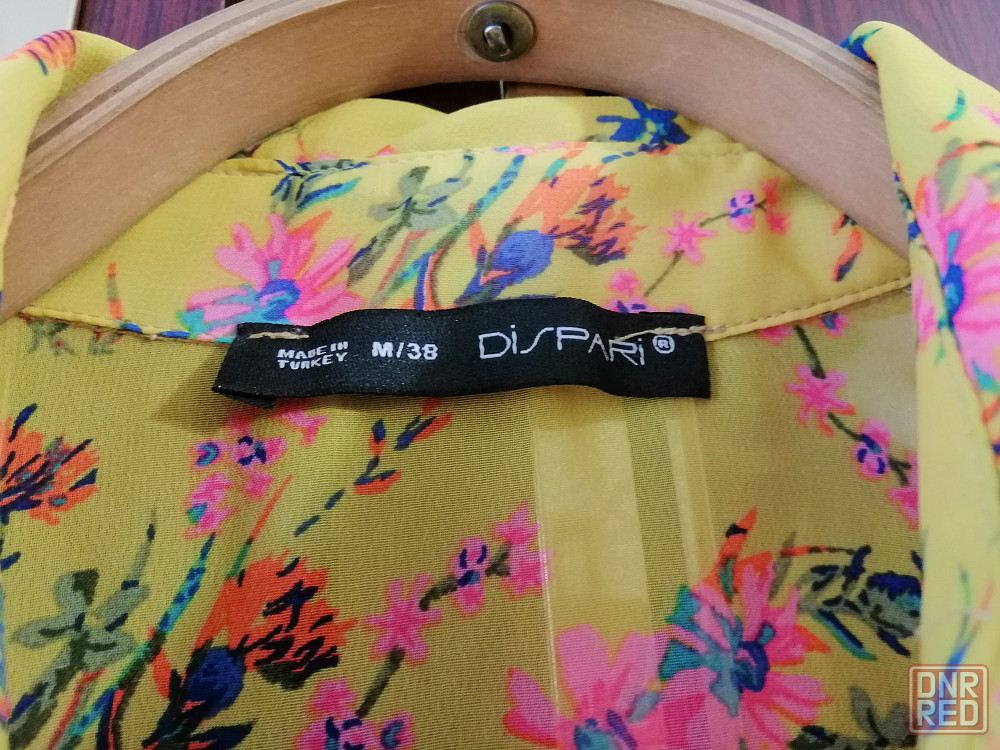 MADE IN
TURKEY
M/38
DiSPARi®
DNR
RED